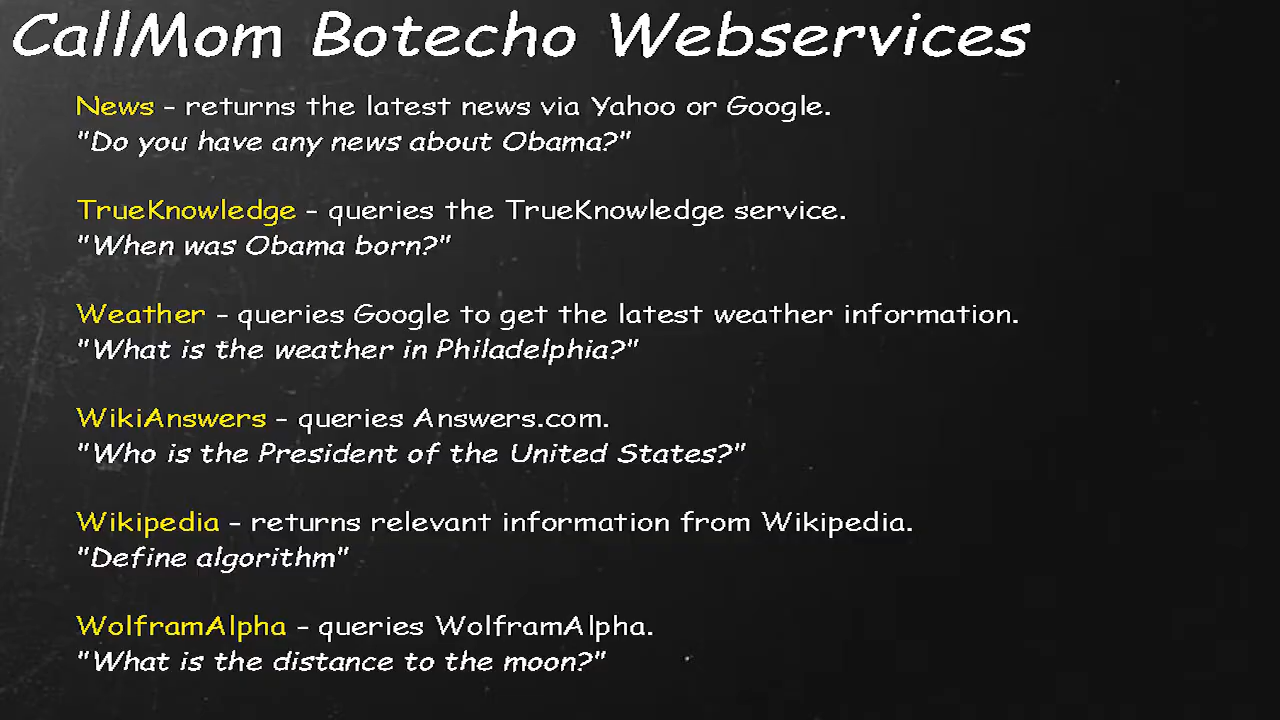 CallMom Botecho Webservices
News - returns the latest news via Yahoo or Google.
"Do you have any news about Obama?"
TrueKnowledge - queries the TrueKnowledge service.
"When was Obama born?"
Weather - queries Google to get the latest weather information.
"What is the weather in Philadelphia?"
WikiAnswers - queries Answers.com.
"Who is the President of the United States?"
Wikipedia - returns relevant information from Wikipedia.
"Define algorithm"
WolframAlpha - queries WolframAlpha.
"What is the distance to the moon?"